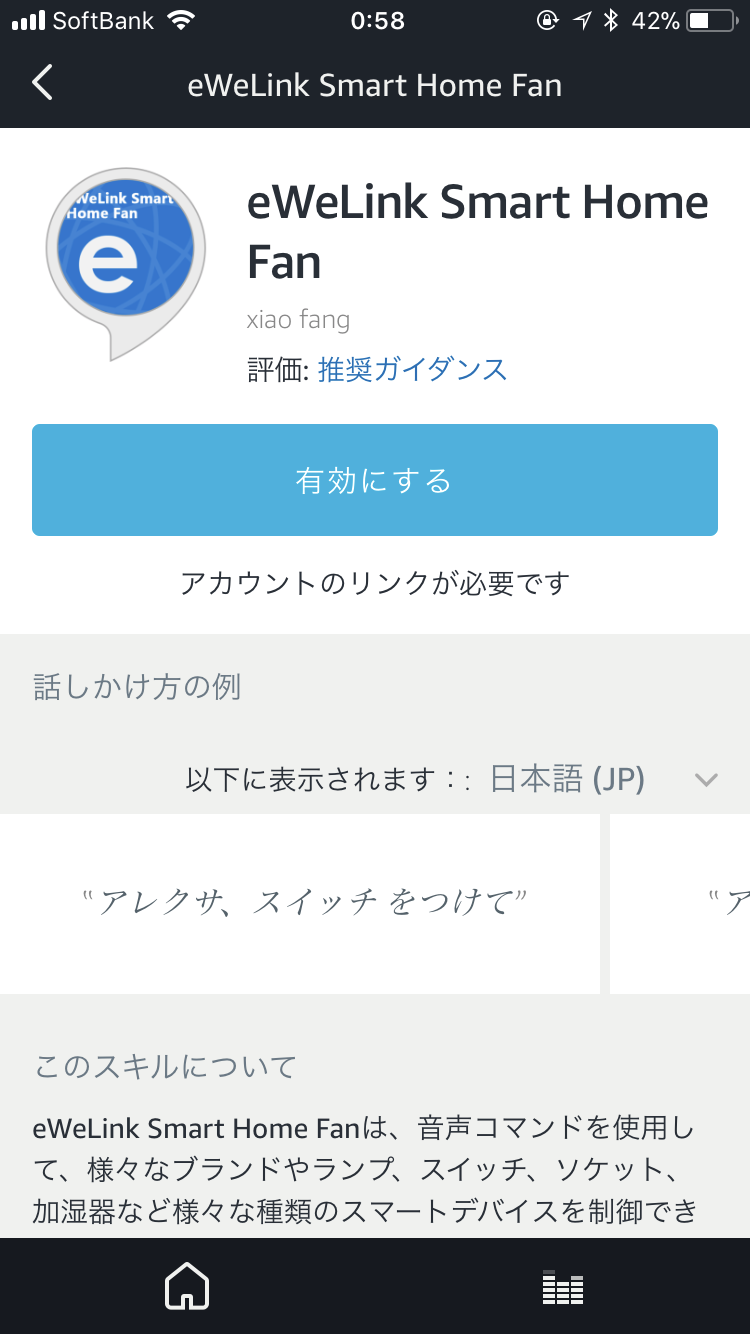 SoftBank 0:58 42%
eWeLink Smart Home Fan
eWeLink Smart
Home Fan
e
eWeLink Smart Home
Fan
xiao fang
評価: 推奨ガイダンス
有効にする
アカウントのリンクが必要です
話しかけ方の例
以下に表示されます：: 日本語 (JP)
“アレクサ、スイッチ をつけて” “ア
このスキルについて
eWeLink Smart Home Fanは、音声コマンドを使用し
て、様々なブランドやランプ、スイッチ、ソケット、
加湿器など様々な種類のスマートデバイスを制御でき